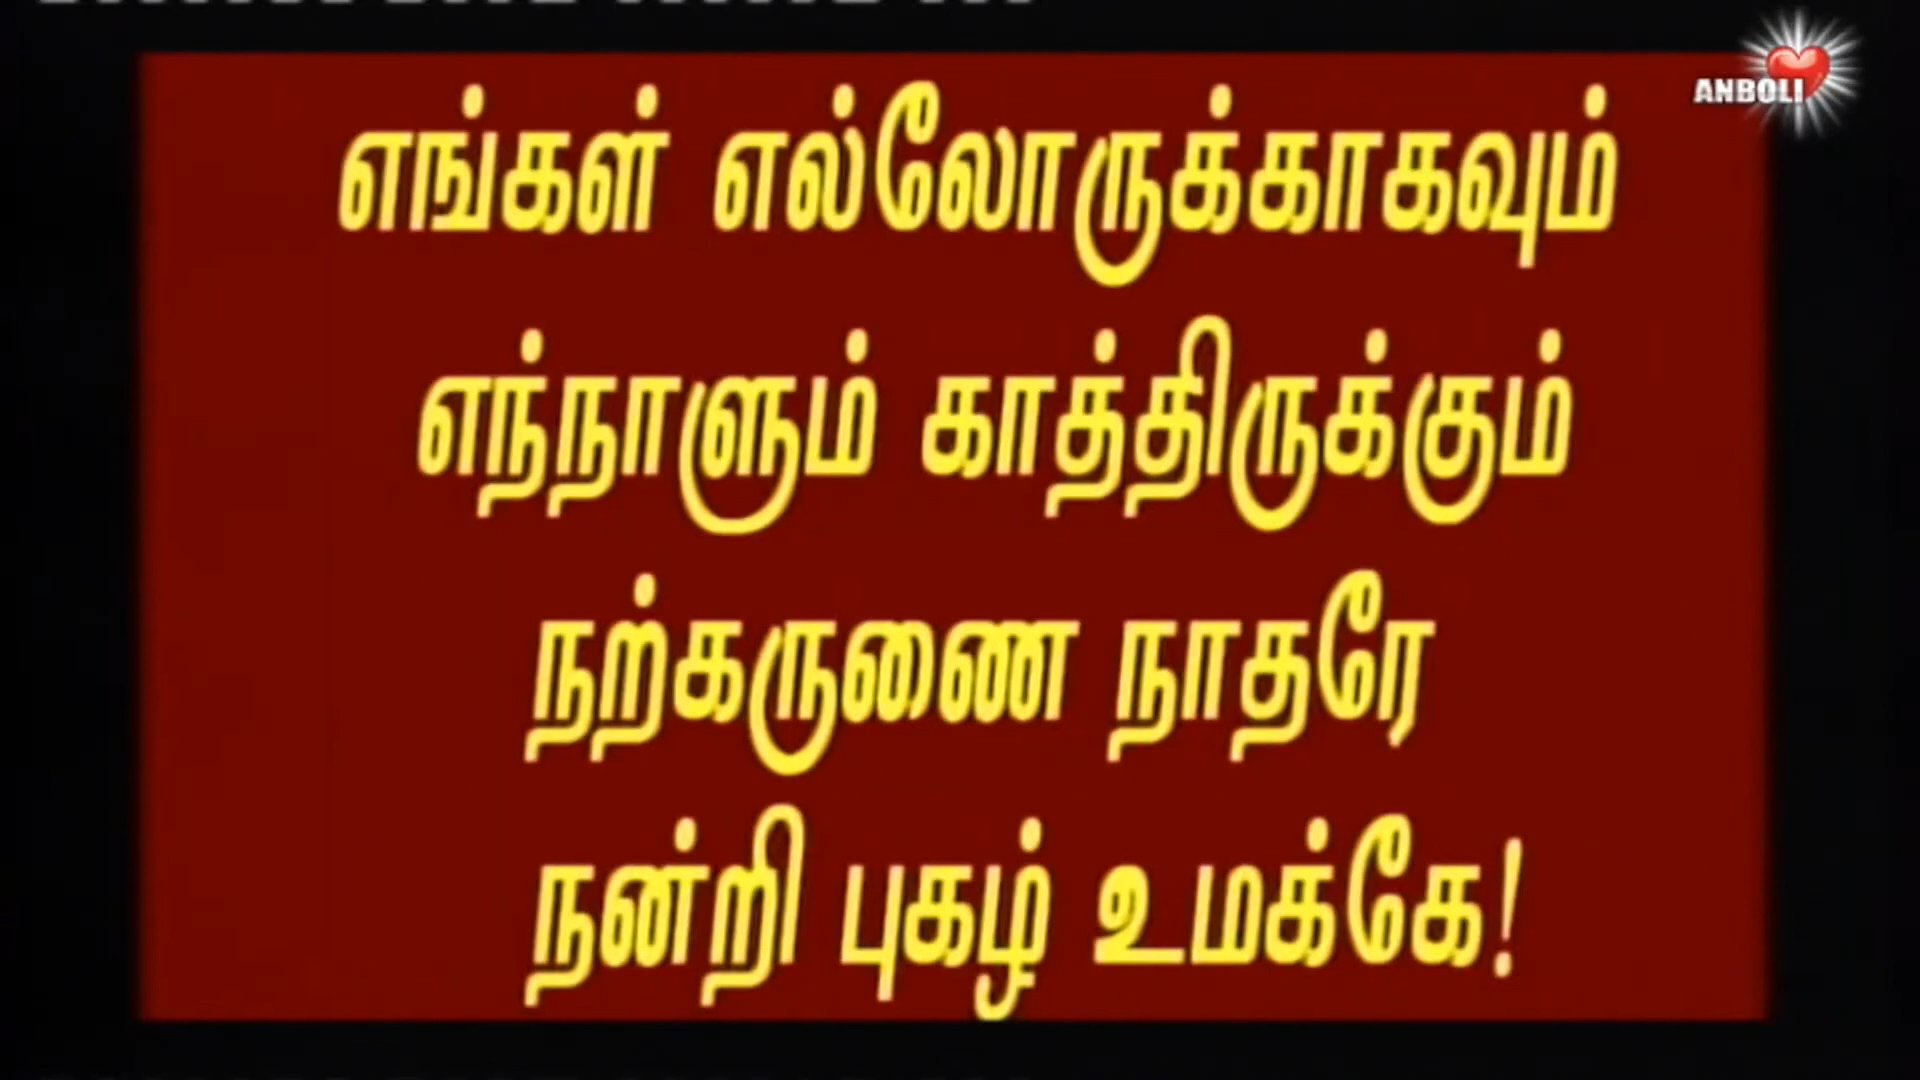 ANBOLI
எங்கள் எல்லோருக்காகவும்
எந்நாளும் காத்திருக்கும்
நற்கருணை நாதரே
நன்றி புகழ் உமக்கே!